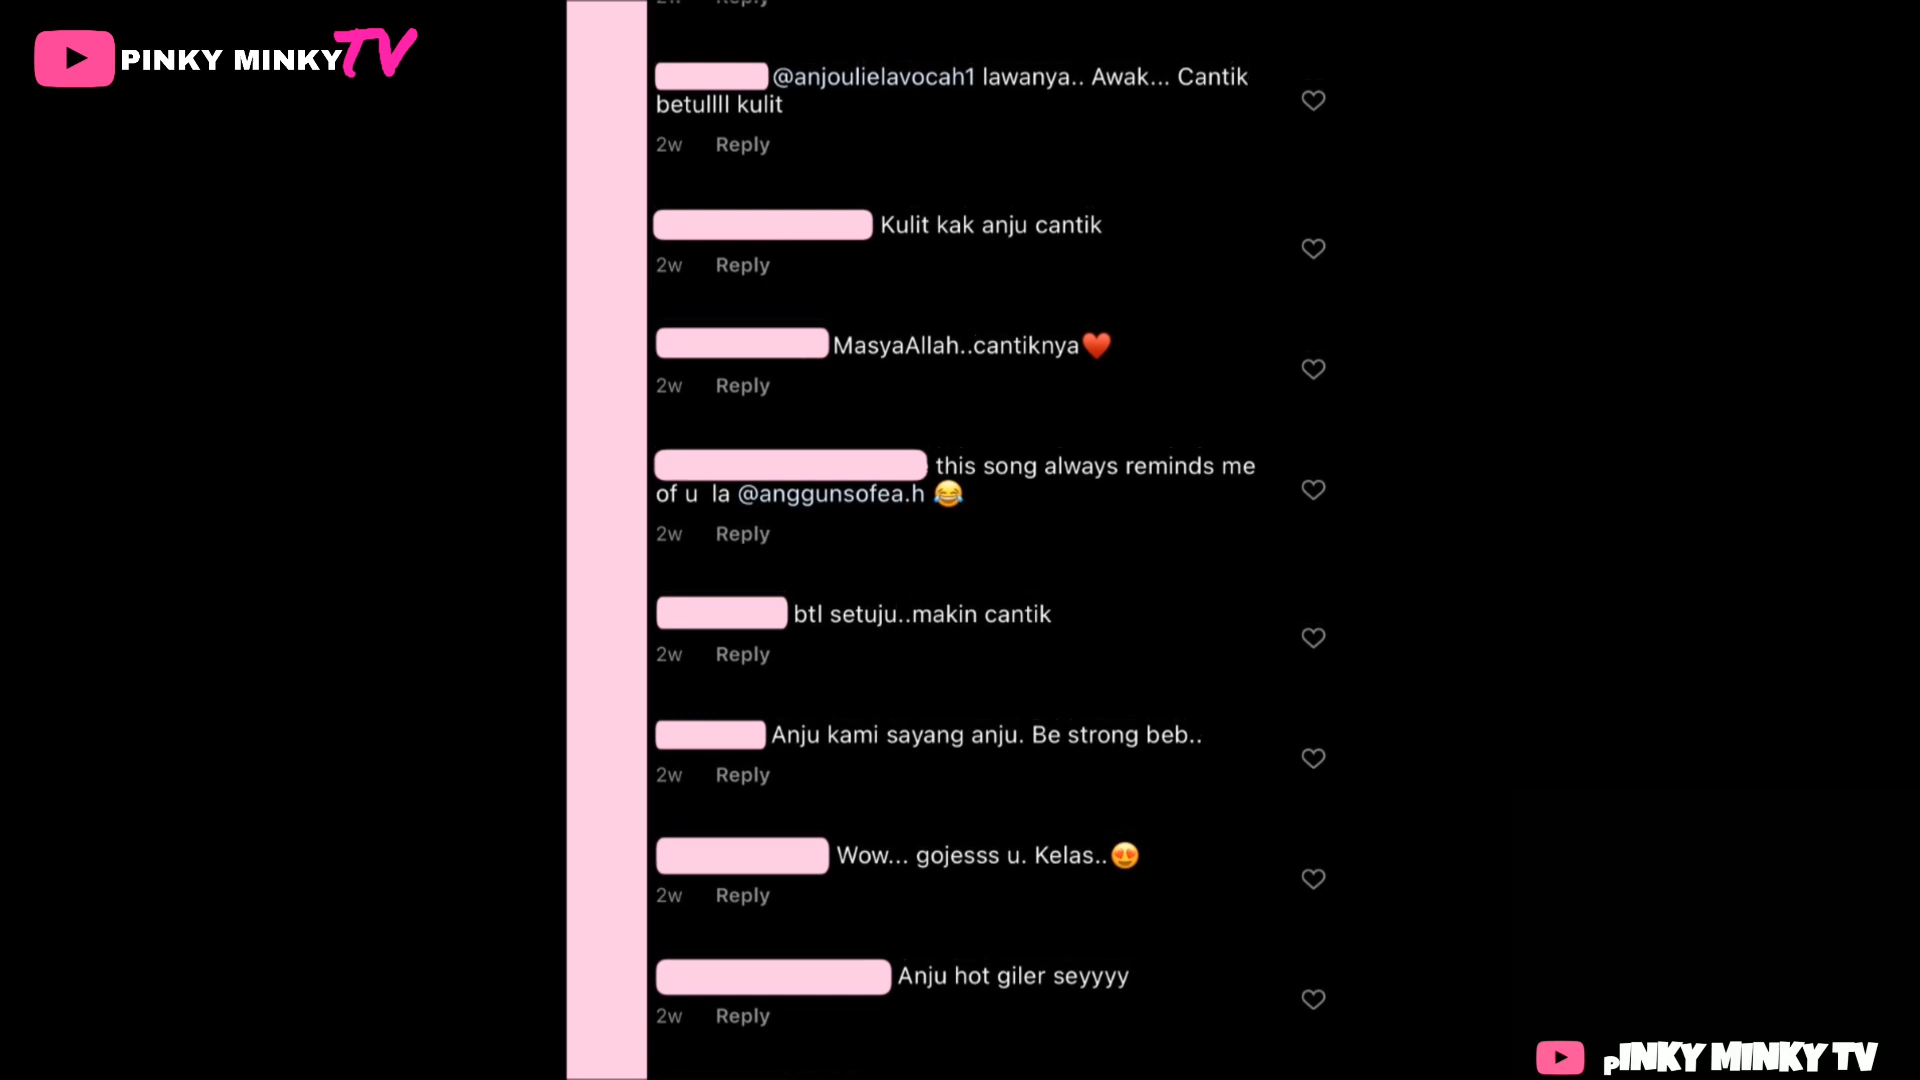 PINKY MINKY TV
@anjoulielavocah1 lawanya.. Awak... Cantik
betullll kulit
2w Reply
Kulit kak anju cantik
2w Reply
MasyaAllah..cantiknya❤️
2w Reply
this song always reminds me
of u la @anggunsofea.h 😂
2w Reply
btl setuju..makin cantik
2w Reply
Anju kami sayang anju. Be strong beb..
2w Reply
Wow... gojesss u. Kelas..😍
2w Reply
Anju hot giler seyyyy
2w Reply
pINKY MINKY TV